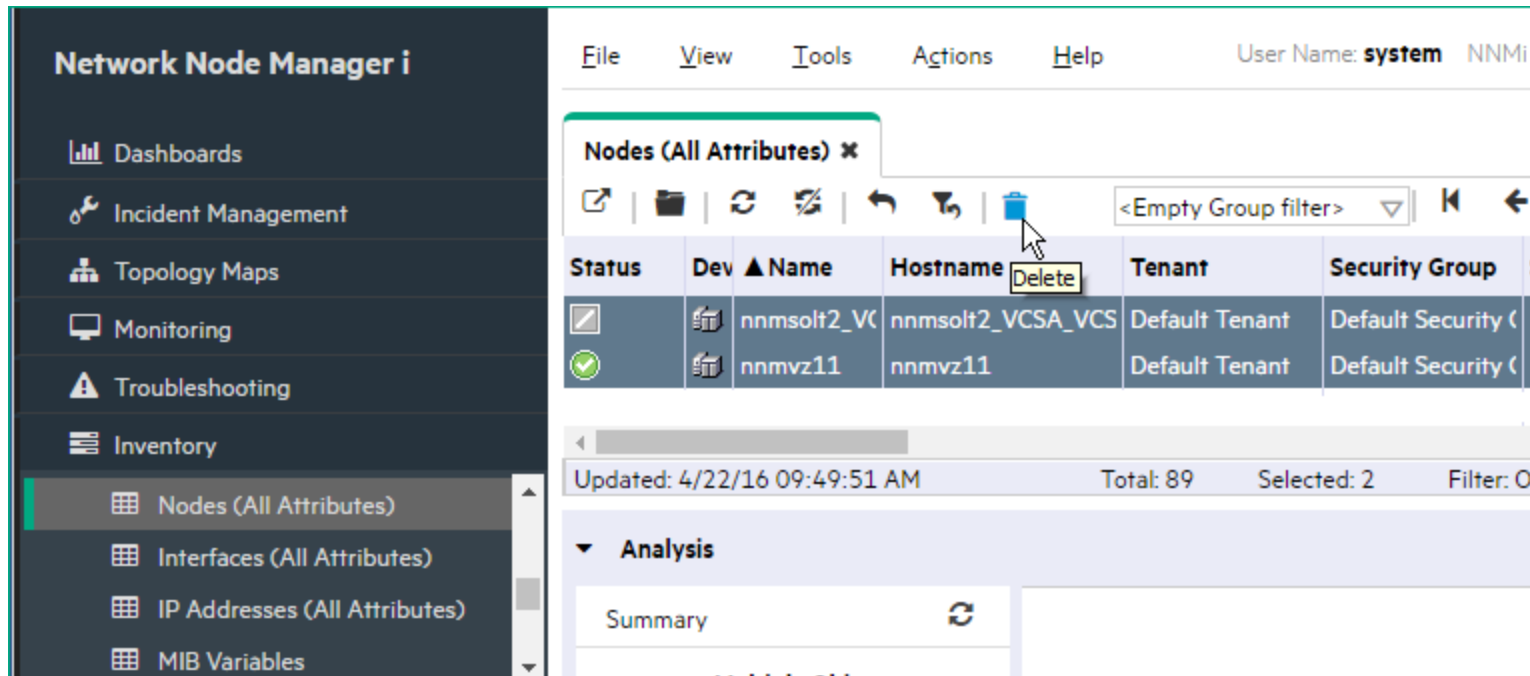 Network Node Manager i
File View Tools Actions Help User Name: system NNMi
Dashboards
Incident Management
Topology Maps
Monitoring
Troubleshooting
Inventory
Nodes (All Attributes)
Interfaces (All Attributes)
IP Addresses (All Attributes)
MIB Variables
Nodes (All Attributes)
<Empty Group filter>
Status Dev Name Hostname Tenant Security Group
Delete
nnmsolt2_VC nnmsolt2_VCSA_VCS Default Tenant Default Security
nnmvz11 nnmvz11 Default Tenant Default Security
Updated: 4/22/16 09:49:51 AM Total: 89 Selected: 2 Filter: O
Analysis
Summary